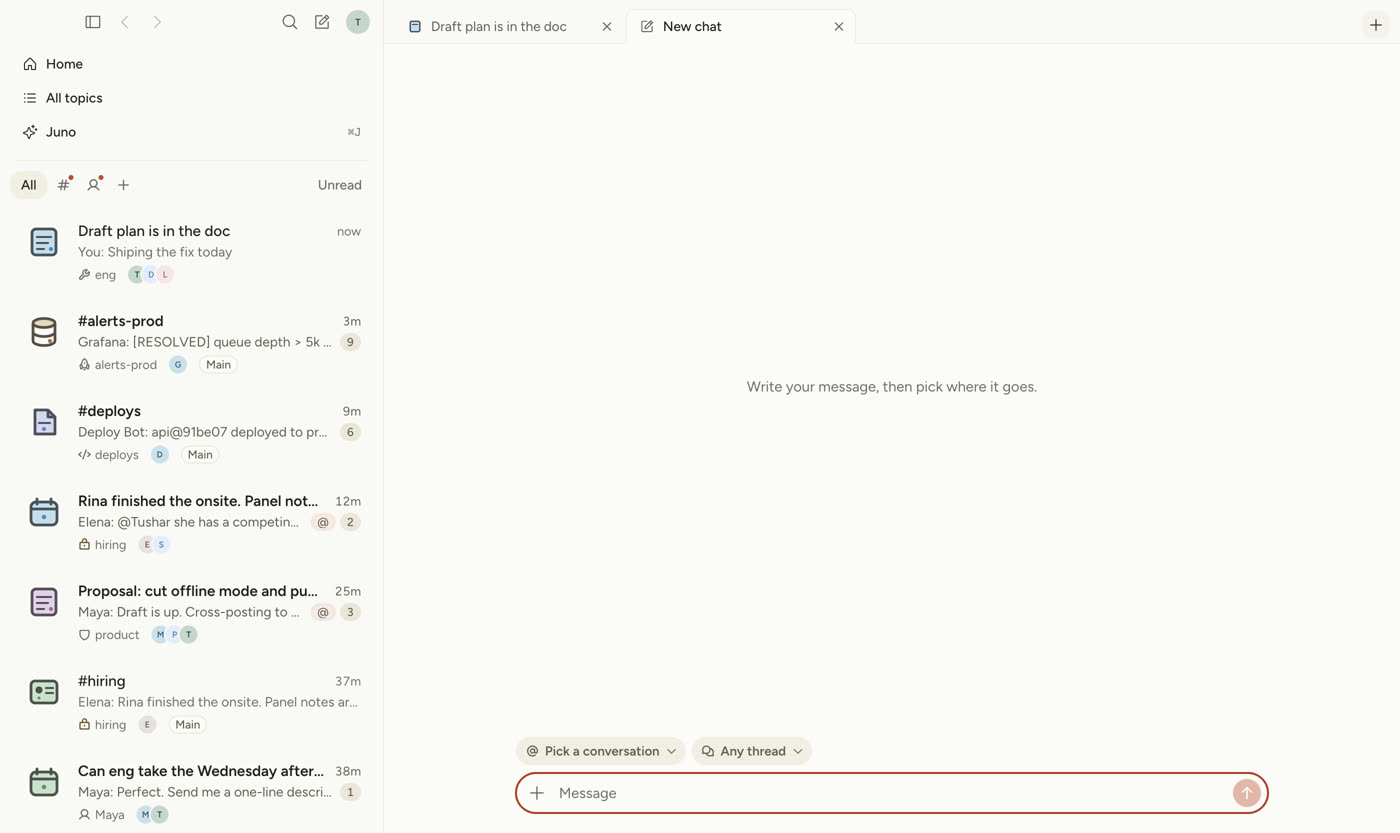 T
Home
All topics
Juno ⌘J
All Unread
Draft plan is in the doc now
You: Shiping the fix today
eng T D L
#alerts-prod 3m
Grafana: [RESOLVED] queue depth > 5k ... 9
alerts-prod G Main
#deploys 9m
Deploy Bot: api@91be07 deployed to pr... 6
deploys D Main
Rina finished the onsite. Panel not... 12m
Elena: @Tushar she has a competin... @ 2
hiring E S
Proposal: cut offline mode and pu... 25m
Maya: Draft is up. Cross-posting to ... @ 3
product M P T
#hiring 37m
Elena: Rina finished the onsite. Panel notes ar...
hiring E Main
Can eng take the Wednesday after... 38m
Maya: Perfect. Send me a one-line descri... 1
Maya M T
Draft plan is in the doc New chat
Write your message, then pick where it goes.
@ Pick a conversation Any thread
Message